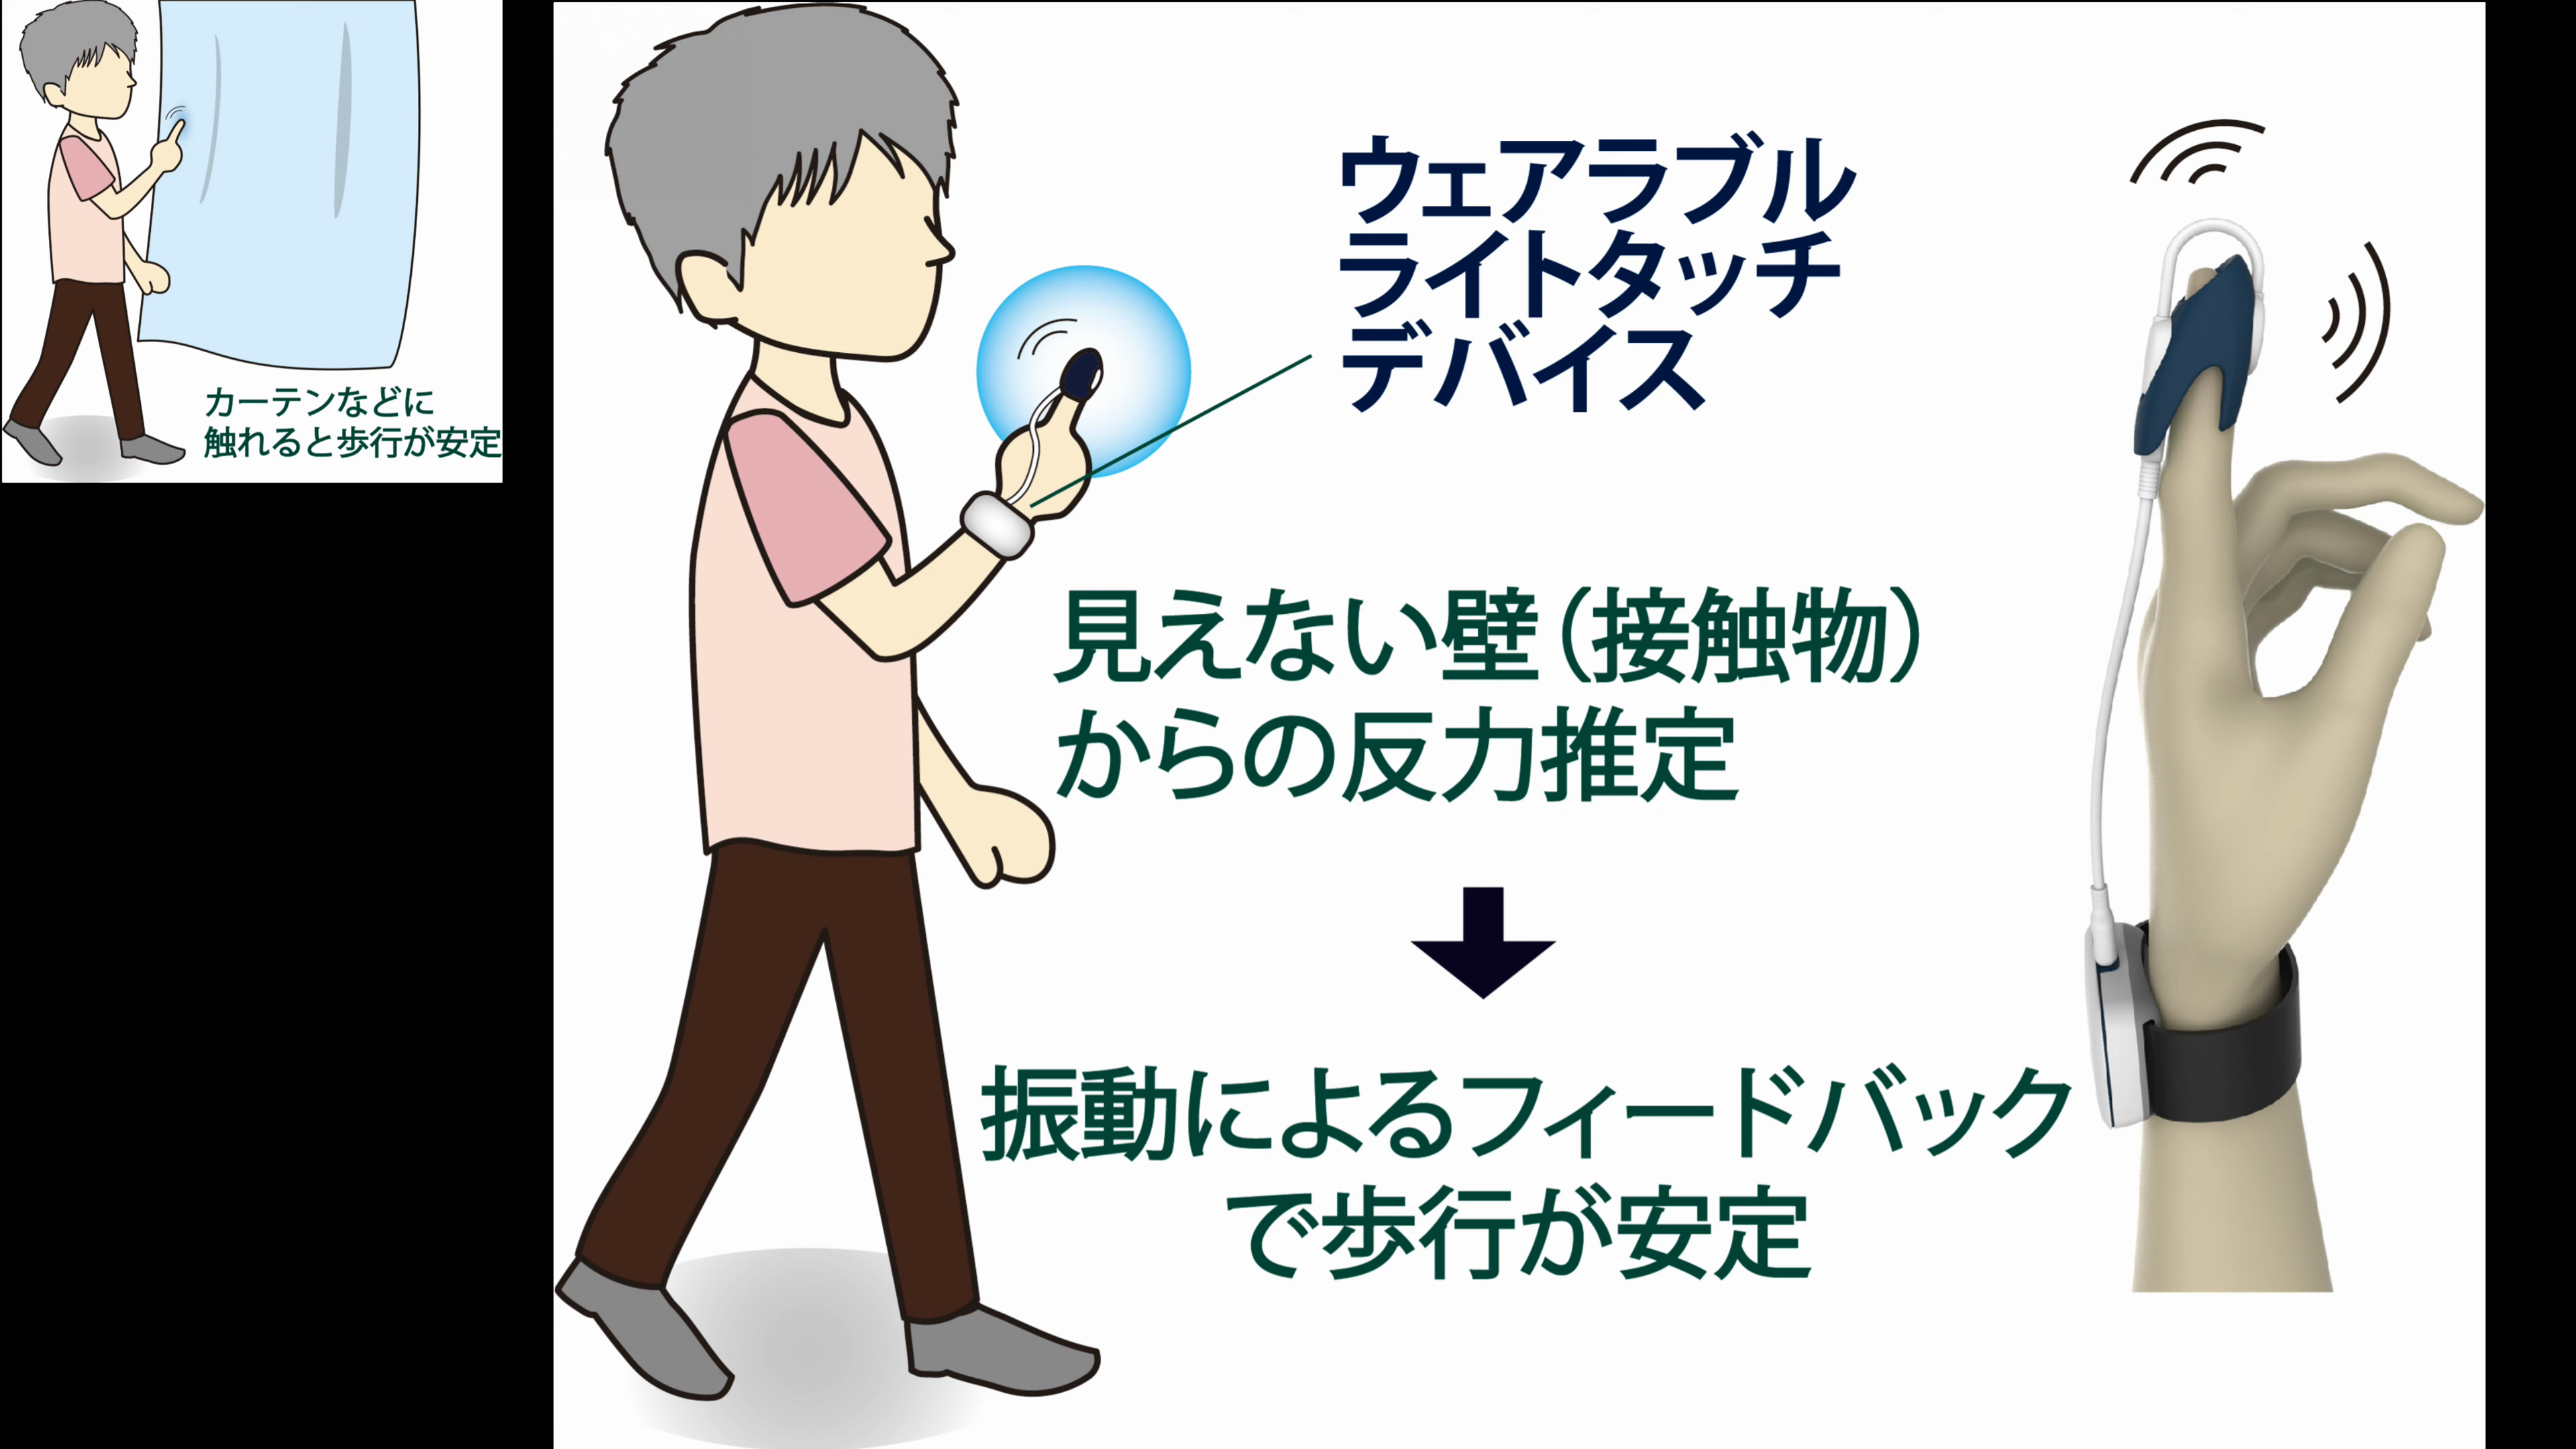 カーテンなどに
触れると歩行が安定
ウェアラブル
ライトタッチ
デバイス
見えない壁（接触物）
からの反力推定
振動によるフィードバック
で歩行が安定